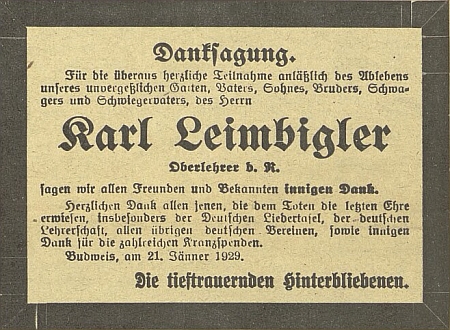 Danksagung.
Für die überaus herzliche Teilnahme anläßlich des Ablebens
unseres unvergeßlichen Gatten, Vaters, Sohnes, Bruders, Schwa-
gers und Schwiegervaters, des Herrn
Karl Leimbigler
Oberlehrer d. R.
sagen wir allen Freunden und Bekannten innigen Dank.
Herzlichen Dank allen jenen, die dem Toten die letzten Ehre
erwiesen, insbesonders der Deutschen Liedertafel, der deutschen
Lehrerschaft, allen übrigen deutschen Vereinen, sowie innigen
Dank für die zahlreichen Kranzspenden.
Budweis, am 21. Jänner 1929.
Die tieftrauernden Hinterbliebenen.